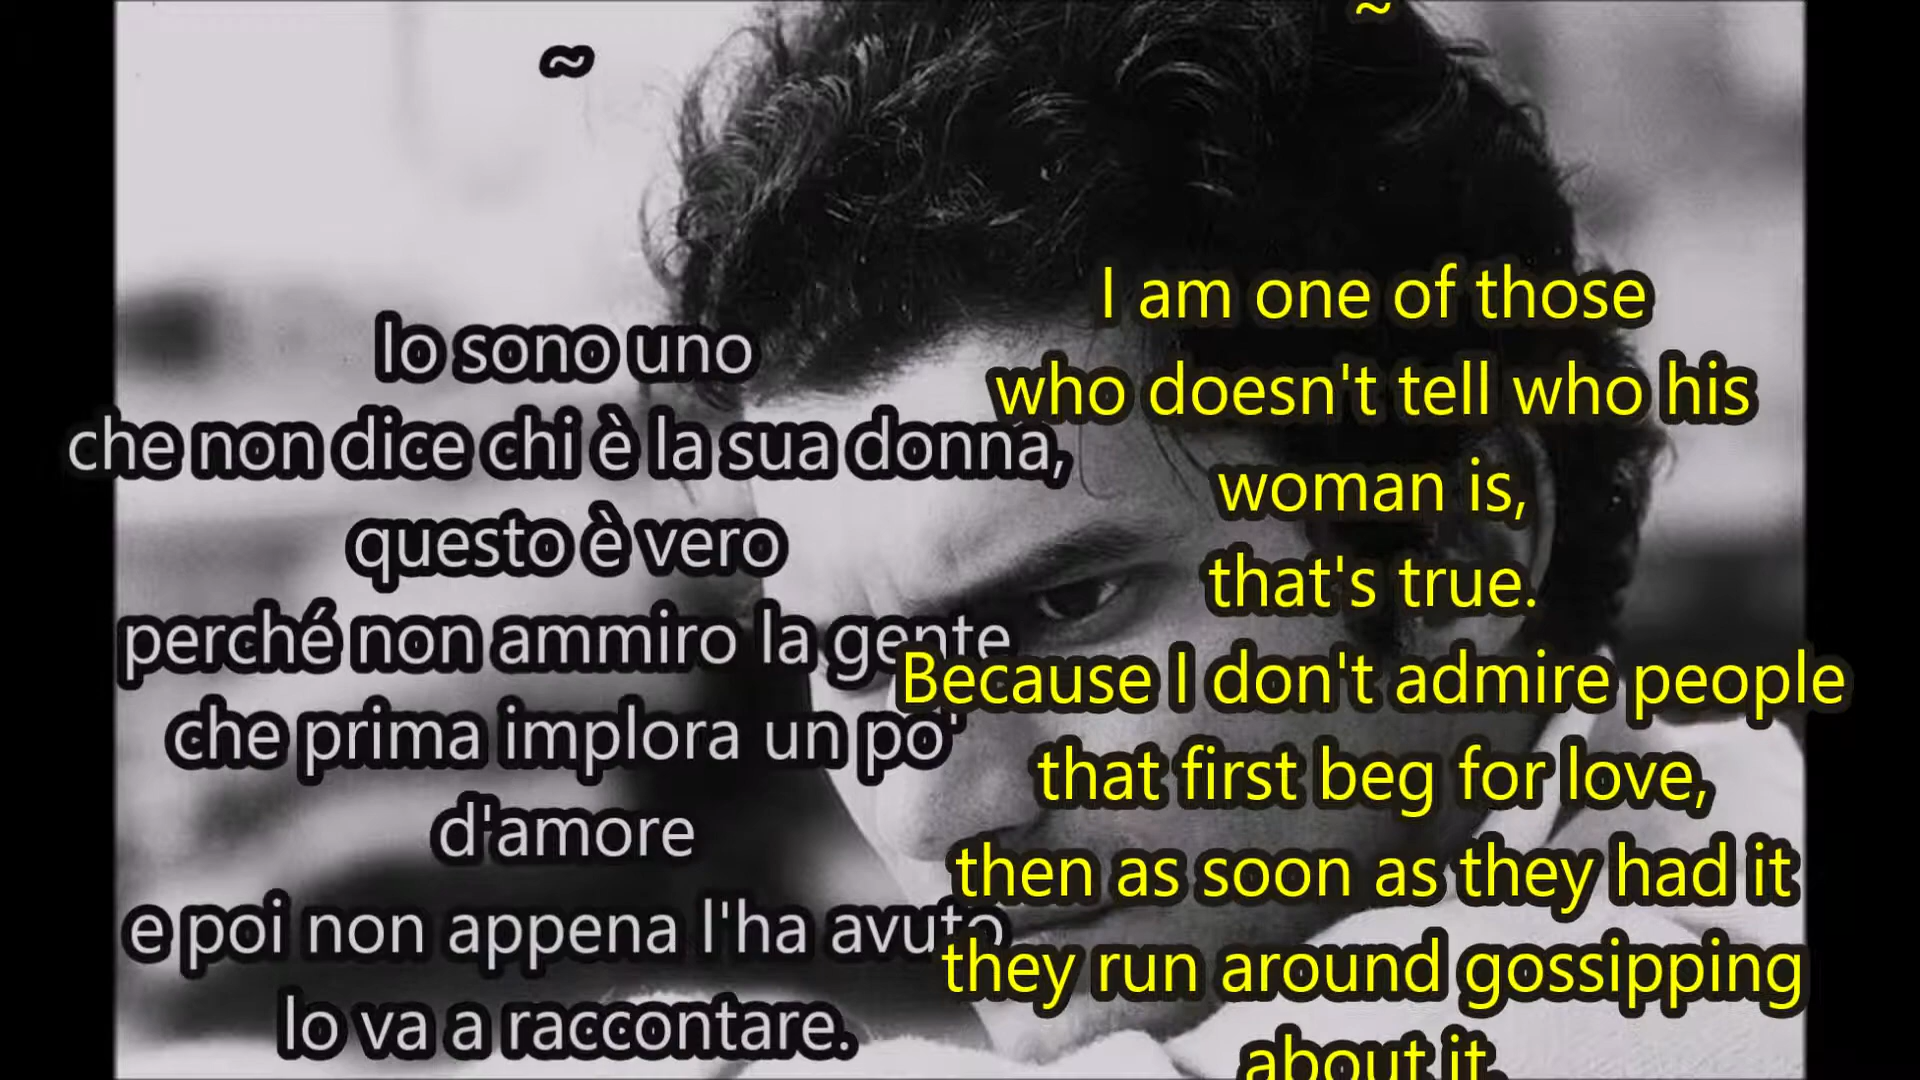 ~
Io sono uno
che non dice chi è la sua donna,
questo è vero
perché non ammiro la gente
che prima implora un po'
d'amore
e poi non appena l'ha avuto
lo va a raccontare.
~
I am one of those
who doesn't tell who his
woman is,
that's true.
Because I don't admire people
that first beg for love,
then as soon as they had it
they run around gossipping
about it.